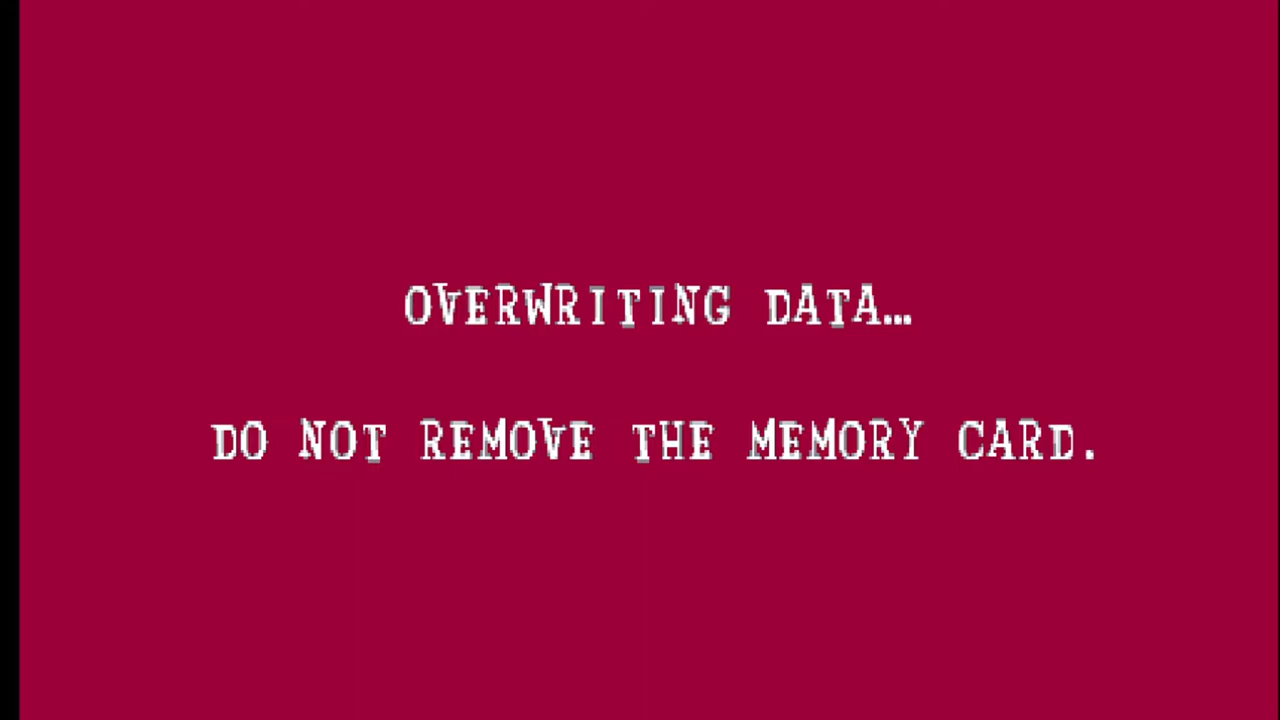 OVERWRITING DATA…
DO NOT REMOVE THE MEMORY CARD.